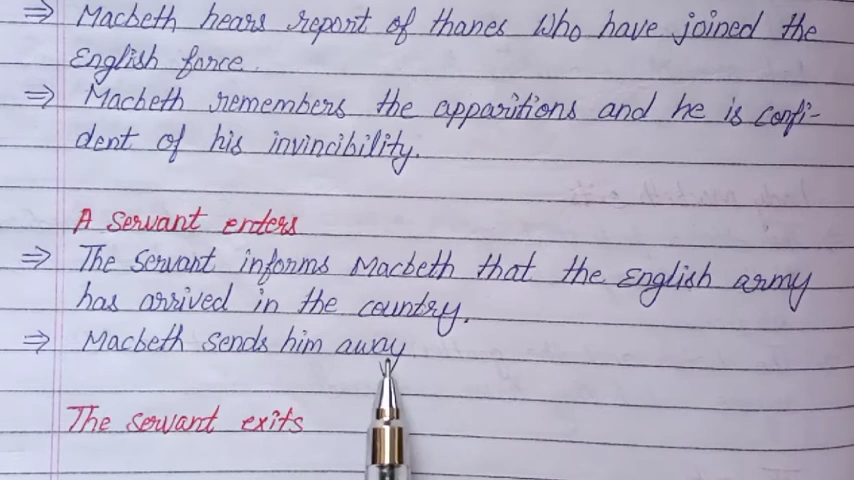 ⇒ Macbeth hears report of thanes who have joined the
English force.
⇒ Macbeth remembers the apparitions and he is confi-
dent of his invincibility.
A servant enters
⇒ The servant informs Macbeth that the English army
has arrived in the country.
⇒ Macbeth sends him away
The servant exits